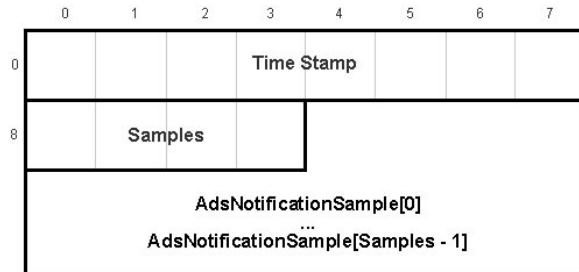 0 1 2 3 4 5 6 7
0 Time Stamp
8 Samples
AdsNotificationSample[0]
...
AdsNotificationSample[Samples - 1]